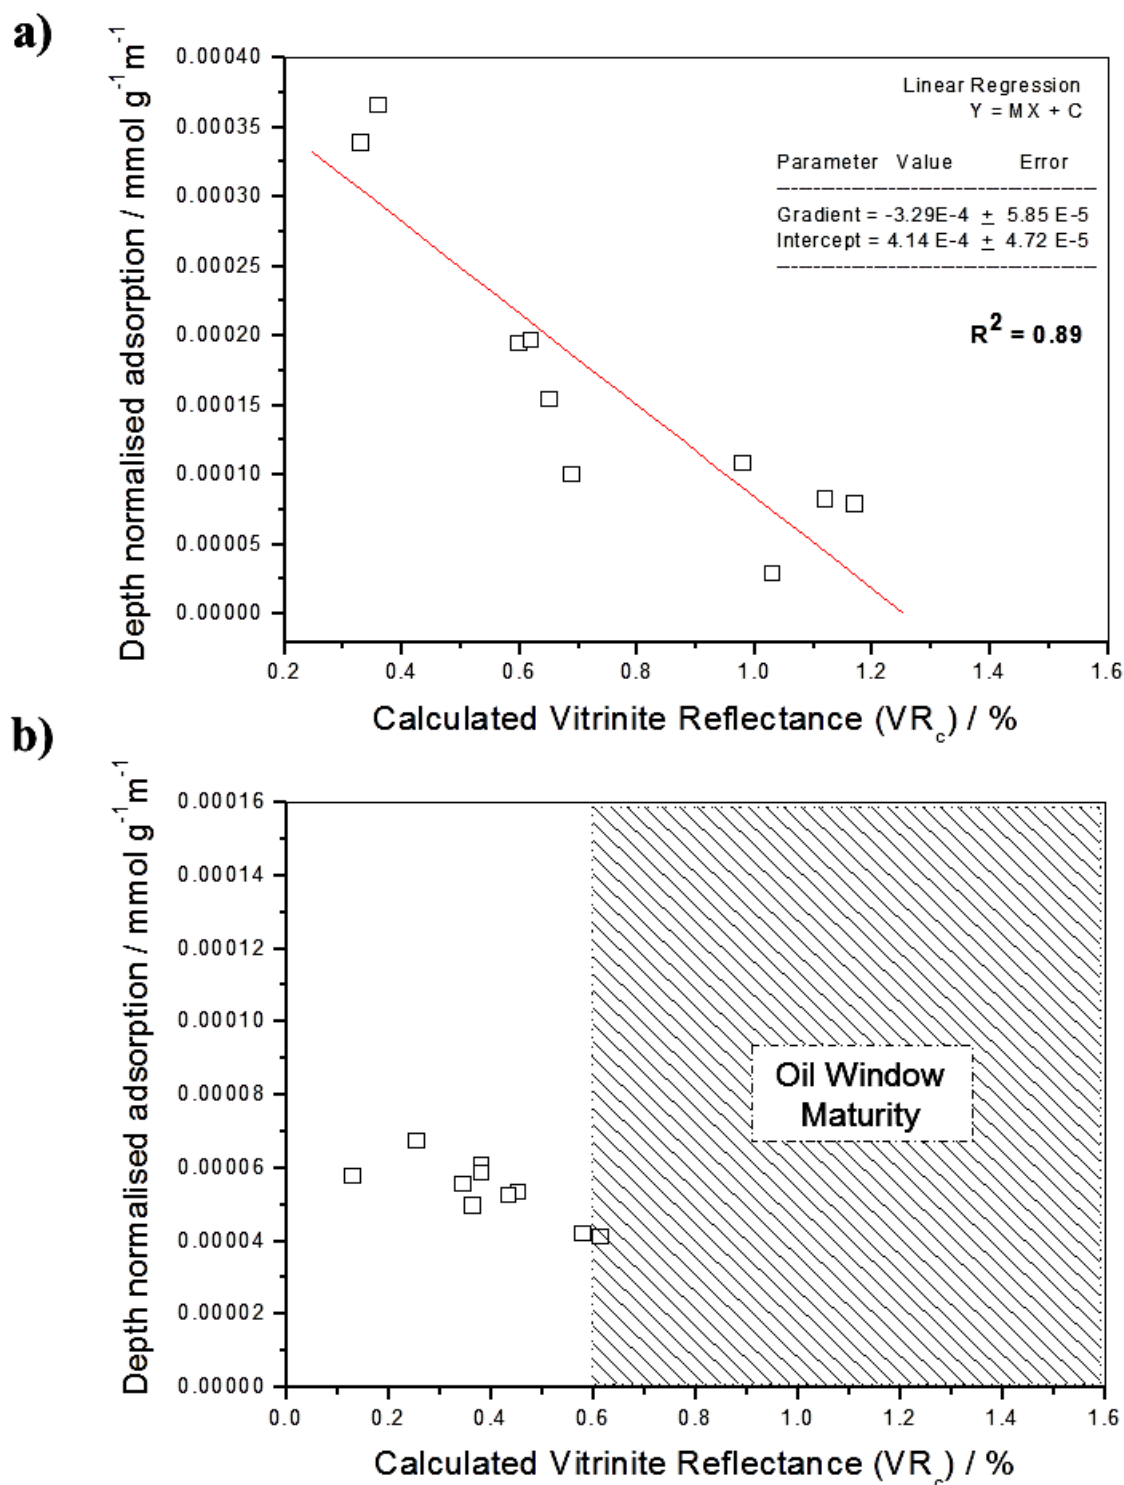 a)
Depth normalised adsorption / mmol g⁻¹m⁻¹
0.00040
0.00035
0.00030
0.00025
0.00020
0.00015
0.00010
0.00005
0.00000
Linear Regression
Y = MX + C
Parameter Value Error
Gradient = -3.29E-4 ± 5.85 E-5
Intercept = 4.14 E-4 ± 4.72 E-5
R² = 0.89
0.2 0.4 0.6 0.8 1.0 1.2 1.4 1.6
Calculated Vitrinite Reflectance (VR_c) / %
b)
Depth normalised adsorption / mmol g⁻¹m⁻¹
0.00016
0.00014
0.00012
0.00010
0.00008
0.00006
0.00004
0.00002
0.00000
Oil Window
Maturity
0.0 0.2 0.4 0.6 0.8 1.0 1.2 1.4 1.6
Calculated Vitrinite Reflectance (VR_c) / %